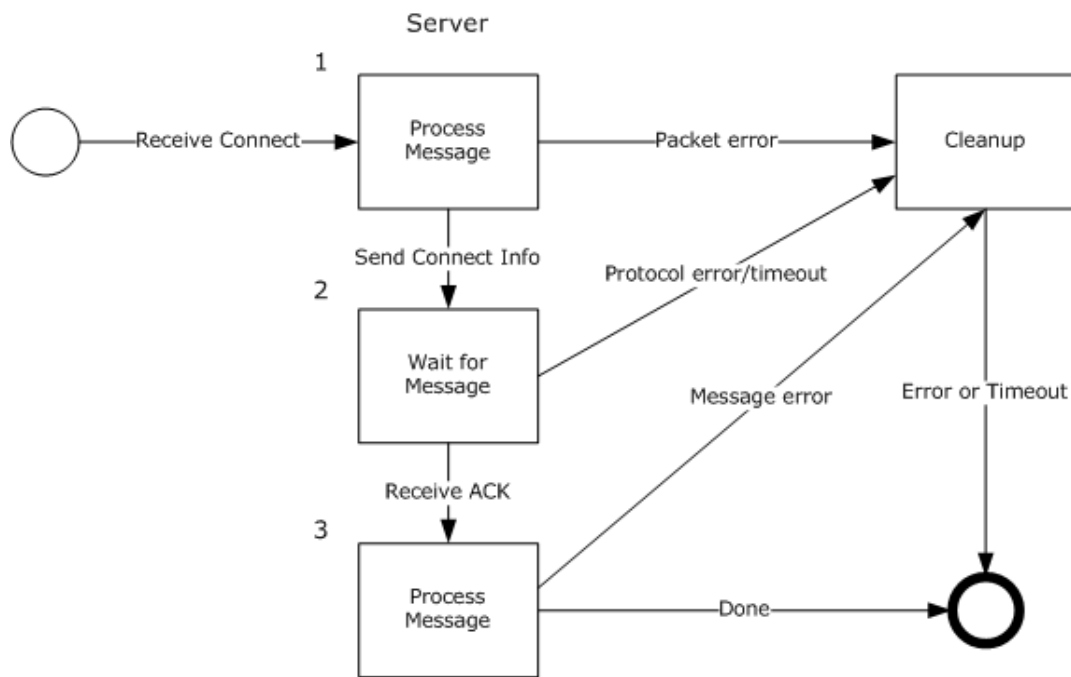 Server
1
Process
Message
Receive Connect
Packet error
Cleanup
Send Connect Info
Protocol error/timeout
2
Wait for
Message
Message error
Error or Timeout
Receive ACK
3
Process
Message
Done